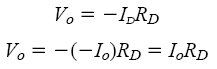 V_o = −I_D R_D
V_o = −(−I_o)R_D = I_o R_D